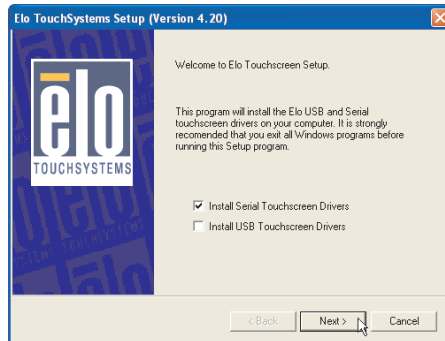 Elo TouchSystems Setup (Version 4.20)
elo
TOUCHSYSTEMS
Welcome to Elo Touchscreen Setup.
This program will install the Elo USB and Serial
touchscreen drivers on your computer. It is strongly
recomended that you exit all Windows programs before
running this Setup program.
Install Serial Touchscreen Drivers
Install USB Touchscreen Drivers
< Back
Next >
Cancel